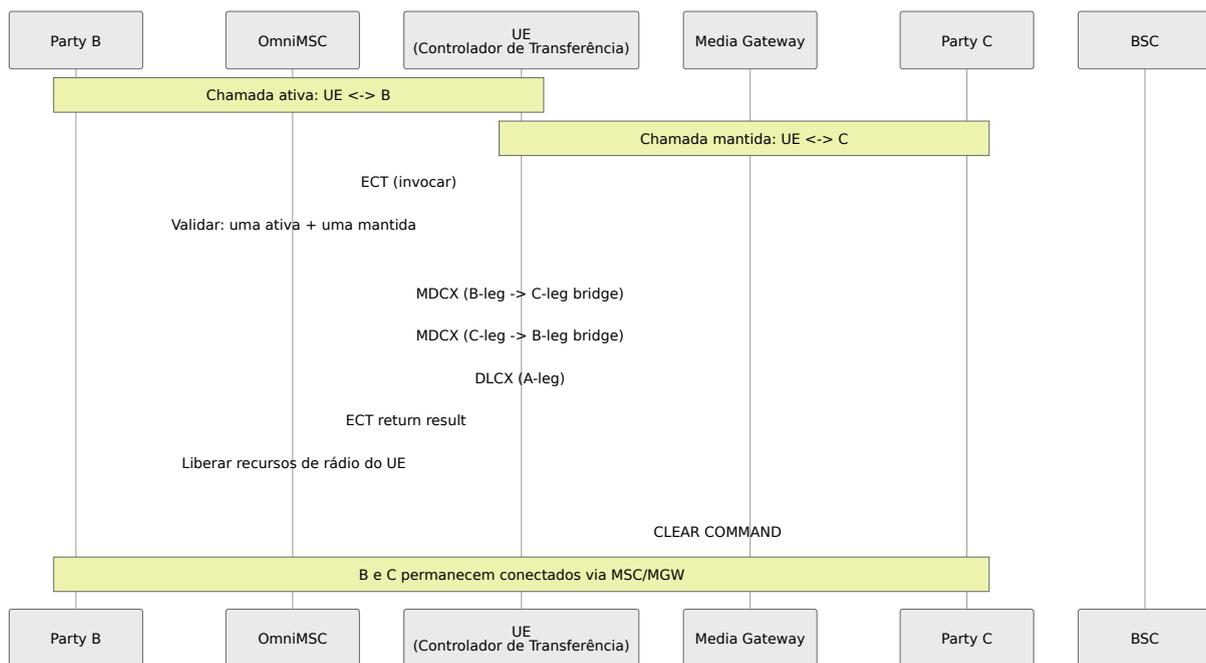 Party B
OmniMSC
UE
(Controlador de Transferência)
Media Gateway
Party C
BSC
Chamada ativa: UE <-> B
Chamada mantida: UE <-> C
ECT (invocar)
Validar: uma ativa + uma mantida
MDCX (B-leg -> C-leg bridge)
MDCX (C-leg -> B-leg bridge)
DLCX (A-leg)
ECT return result
Liberar recursos de rádio do UE
CLEAR COMMAND
B e C permanecem conectados via MSC/MGW
Party B
OmniMSC
UE
(Controlador de Transferência)
Media Gateway
Party C
BSC